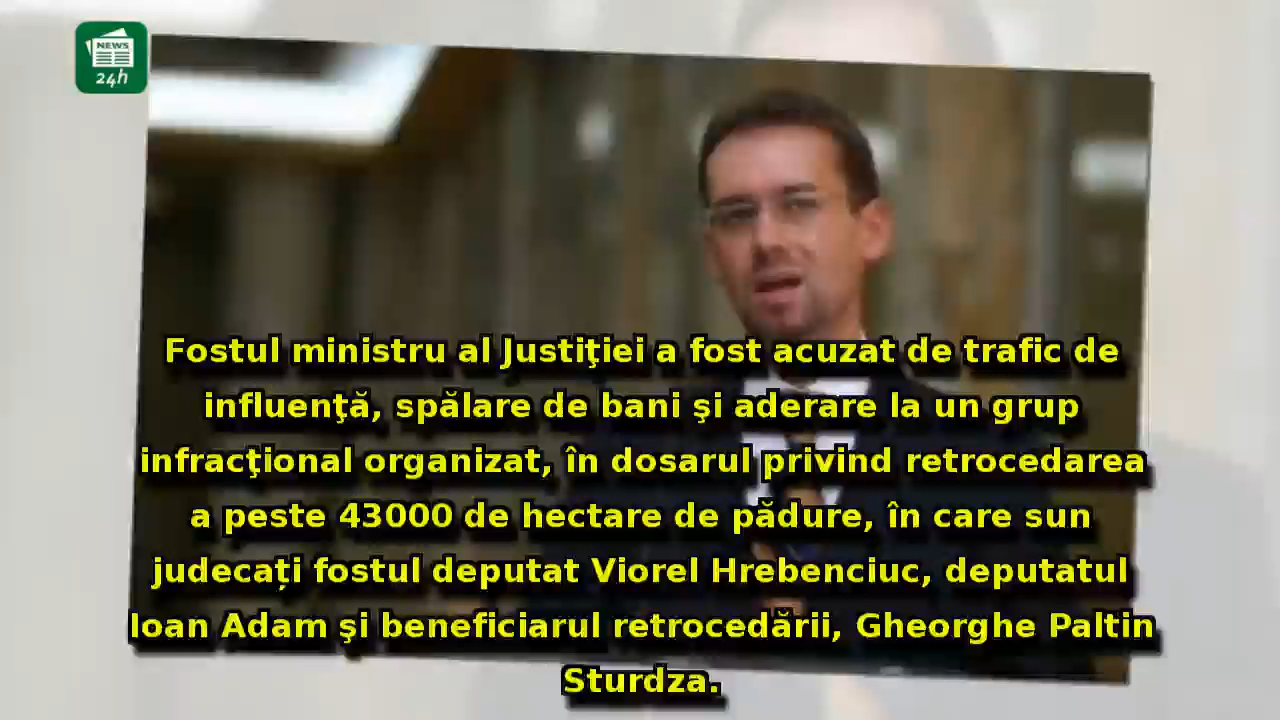 NEWS
24h
Fostul ministru al Justiţiei a fost acuzat de trafic de
influenţă, spălare de bani şi aderare la un grup
infracţional organizat, în dosarul privind retrocedarea
a peste 43000 de hectare de pădure, în care sun
judecați fostul deputat Viorel Hrebenciuc, deputatul
Ioan Adam şi beneficiarul retrocedării, Gheorghe Paltin
Sturdza.